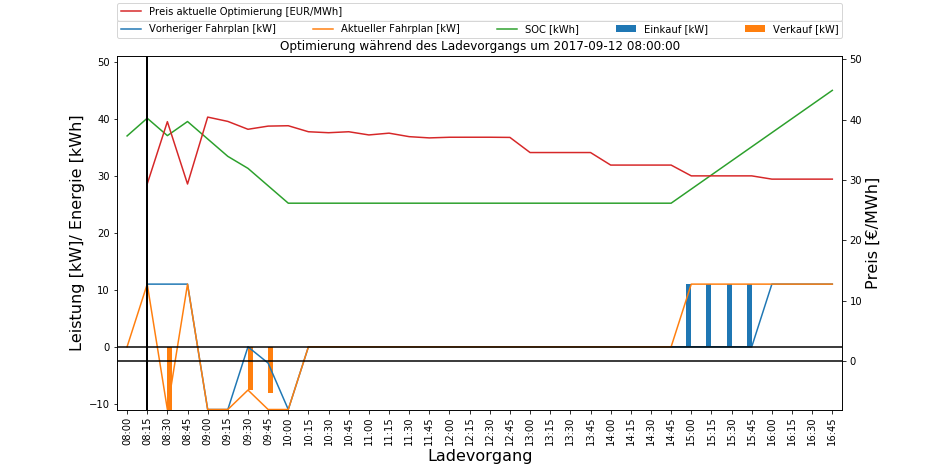 Preis aktuelle Optimierung [EUR/MWh]
Vorheriger Fahrplan [kW] Aktueller Fahrplan [kW] SOC [kWh] Einkauf [kW] Verkauf [kW]
Optimierung während des Ladevorgangs um 2017-09-12 08:00:00
Leistung [kW]/ Energie [kWh]
50
40
30
20
10
0
−10
Preis [€/MWh]
50
40
30
20
10
0
08:00 08:15 08:30 08:45 09:00 09:15 09:30 09:45 10:00 10:15 10:30 10:45 11:00 11:15 11:30 11:45 12:00 12:15 12:30 12:45 13:00 13:15 13:30 13:45 14:00 14:15 14:30 14:45 15:00 15:15 15:30 15:45 16:00 16:15 16:30 16:45
Ladevorgang